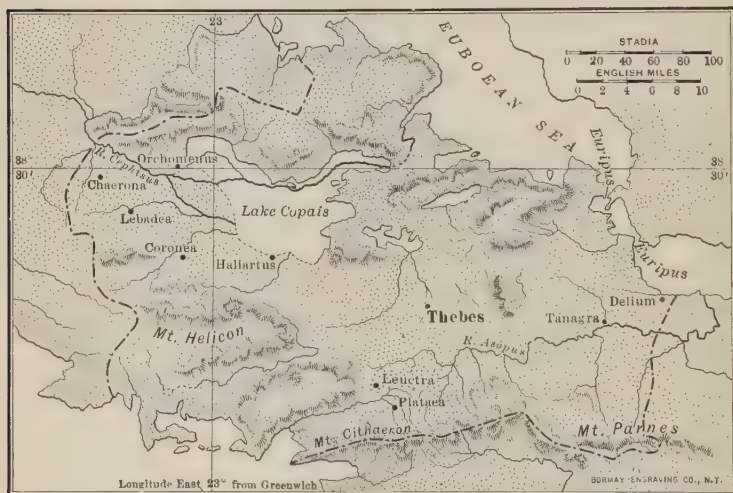 23
EUBOEAN SEA
STADIA
0 20 40 60 80 100
ENGLISH MILES
0 2 4 6 8 10
Euripus
38
30'
38
30'
R. Cephisus
Orchomenus
Chaerona
Lebadea
Lake Copais
Coronea
Haliartus
Euripus
Delium
Thebes
Tanagra
Mt. Helicon
R. Asopus
Leuctra
Plataea
Mt. Cithaeron
Mt. Parnes
Longitude East 23° from Greenwich
BORMAY ENGRAVING CO., N.Y.